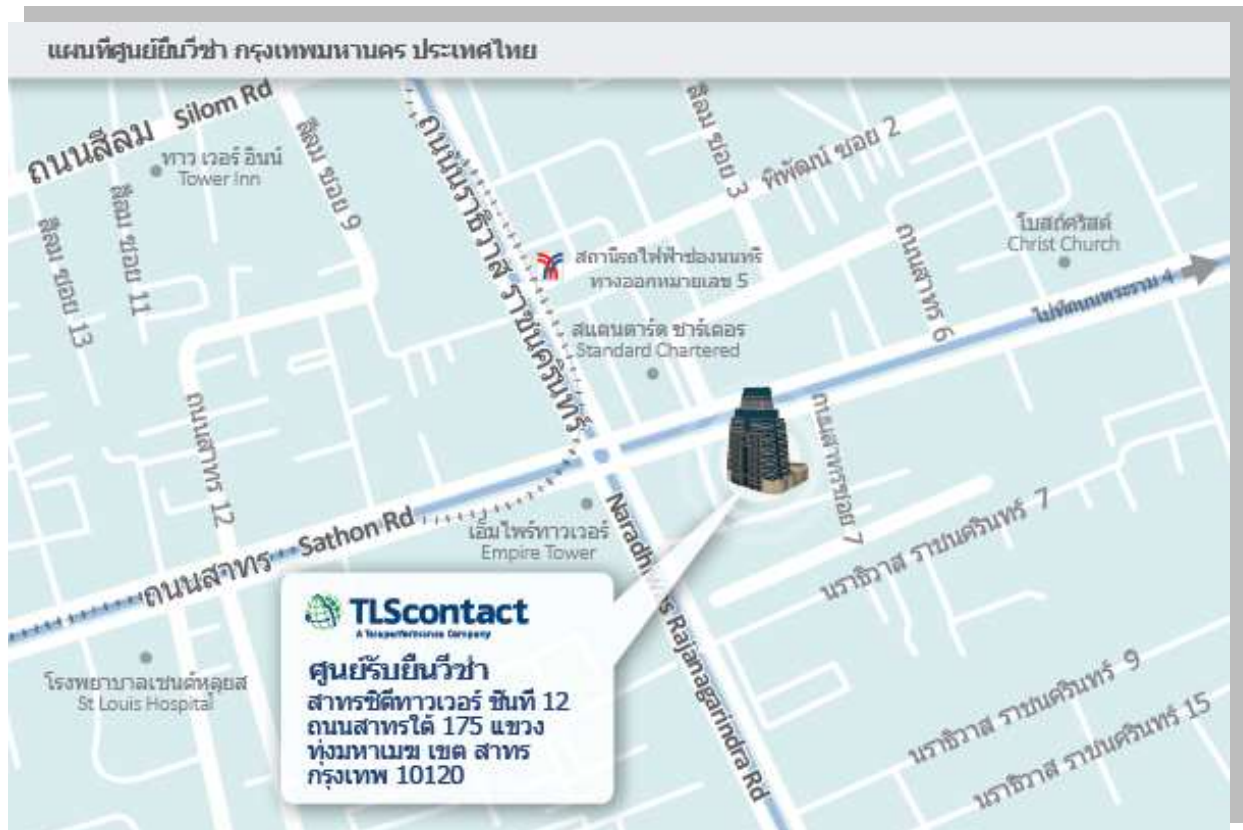 แผนที่ศูนย์ยื่นวีซ่า กรุงเทพมหานคร ประเทศไทย
ถนนสีลม Silom Rd
ทาว เวอร์ อินน์
Tower Inn
สีลม ซอย 9
สีลม ซอย 11
สีลม ซอย 13
ถนนนราธิวาส ราชนครินทร์
สีลม ซอย 3
พิพัฒน์ ซอย 2
สถานีรถไฟฟ้าช่องนนทรี
ทางออกหมายเลข 5
โบสถ์คริสต์
Christ Church
ถนนสาทร 6
ไปที่ถนนพระราม 4
สแตนดาร์ด ชาร์เตอร์
Standard Chartered
ถนนสาทร 12
ถนนสาทรซอย 7
ถนนสาทร Sathon Rd
เอ็มไพร์ทาวเวอร์
Empire Tower
Naradhiwas Rajanagarindra Rd
นราธิวาส ราชนครินทร์ 7
นราธิวาส ราชนครินทร์ 9
นราธิวาส ราชนครินทร์ 15
โรงพยาบาลเซนต์หลุยส
St Louis Hospital
TLScontact
A Teleperformance Company
ศูนย์รับยื่นวีซ่า
สาทรซิตีทาวเวอร์ ชั้นที่ 12
ถนนสาทรใต้ 175 แขวง
ทุ่งมหาเมฆ เขต สาทร
กรุงเทพ 10120